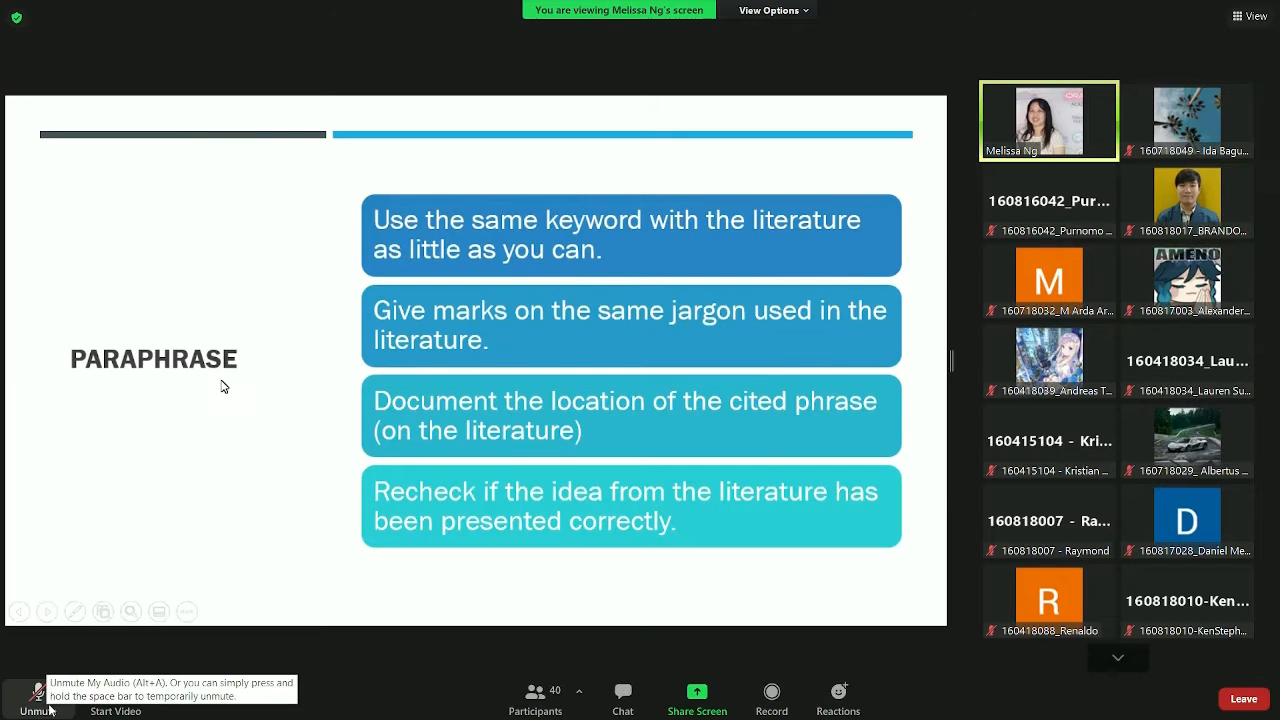 You are viewing Melissa Ng's screen
View Options
View
Use the same keyword with the literature
as little as you can.
Give marks on the same jargon used in the
literature.
PARAPHRASE
Document the location of the cited phrase
(on the literature)
Recheck if the idea from the literature has
been presented correctly.
Melissa Ng
160718049 - Ida Bagu...
160816042_Pur...
160816042_Purnomo ...
160818017_BRANDO...
M
160718032_M Arda Ar...
AMENO
160817003_Alexander...
160418039_Andreas T...
160418034_Lau...
160418034_Lauren Su...
160415104 - Kri...
160415104 - Kristian ...
160718029_ Albertus ...
160818007 - Ra...
160818007 - Raymond
D
160817028_Daniel Me...
R
160418088_Renaldo
160818010-Ken...
160818010-KenSteph...
Unmute My Audio (Alt+A). Or you can simply press and
hold the space bar to temporarily unmute.
Unmute
Start Video
40
Participants
Chat
Share Screen
Record
Reactions
Leave